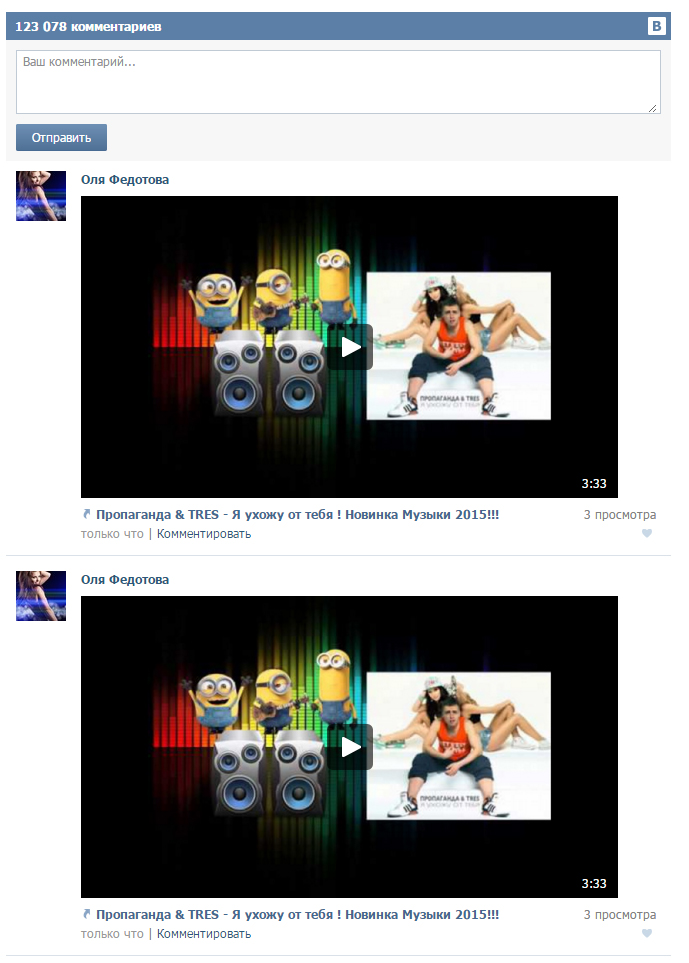 123 078 комментариев
B
Ваш комментарий...
Отправить
Оля Федотова
ПРОПАГАНДА & TRES
Я УХОЖУ ОТ ТЕБЯ
3:33
Пропаганда & TRES - Я ухожу от тебя ! Новинка Музыки 2015!!!
3 просмотра
только что | Комментировать
Оля Федотова
ПРОПАГАНДА & TRES
Я УХОЖУ ОТ ТЕБЯ
3:33
Пропаганда & TRES - Я ухожу от тебя ! Новинка Музыки 2015!!!
3 просмотра
только что | Комментировать